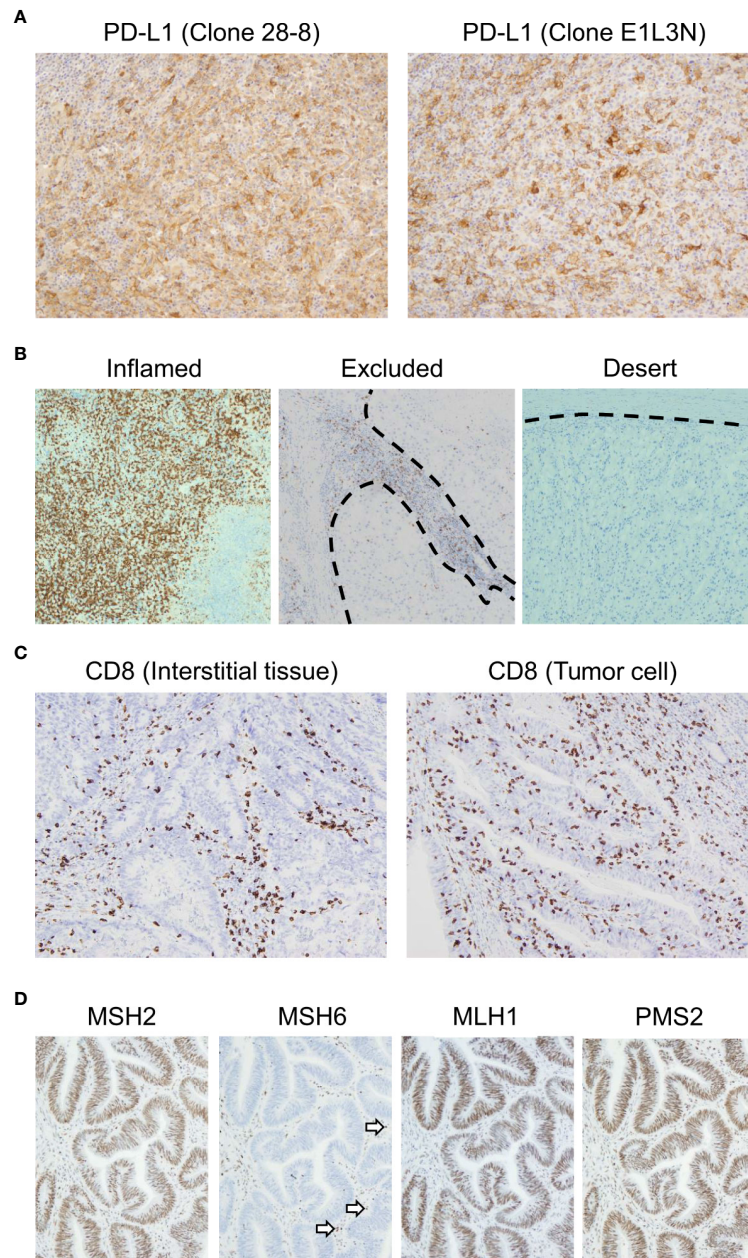 A
PD-L1 (Clone 28-8) PD-L1 (Clone E1L3N)
B
Inflamed Excluded Desert
C
CD8 (Interstitial tissue) CD8 (Tumor cell)
D
MSH2 MSH6 MLH1 PMS2